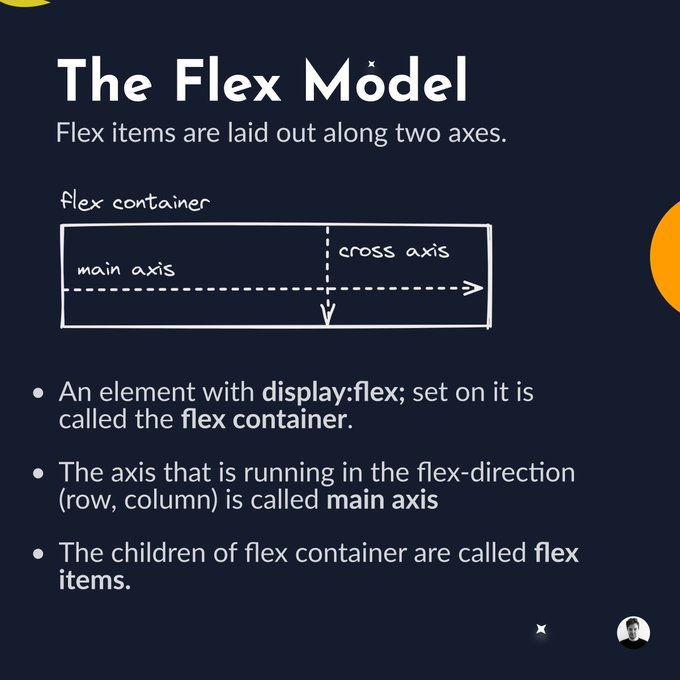 The Flex Model
Flex items are laid out along two axes.
flex container
cross axis
main axis
• An element with display:flex; set on it is
called the flex container.
• The axis that is running in the flex-direction
(row, column) is called main axis
• The children of flex container are called flex
items.